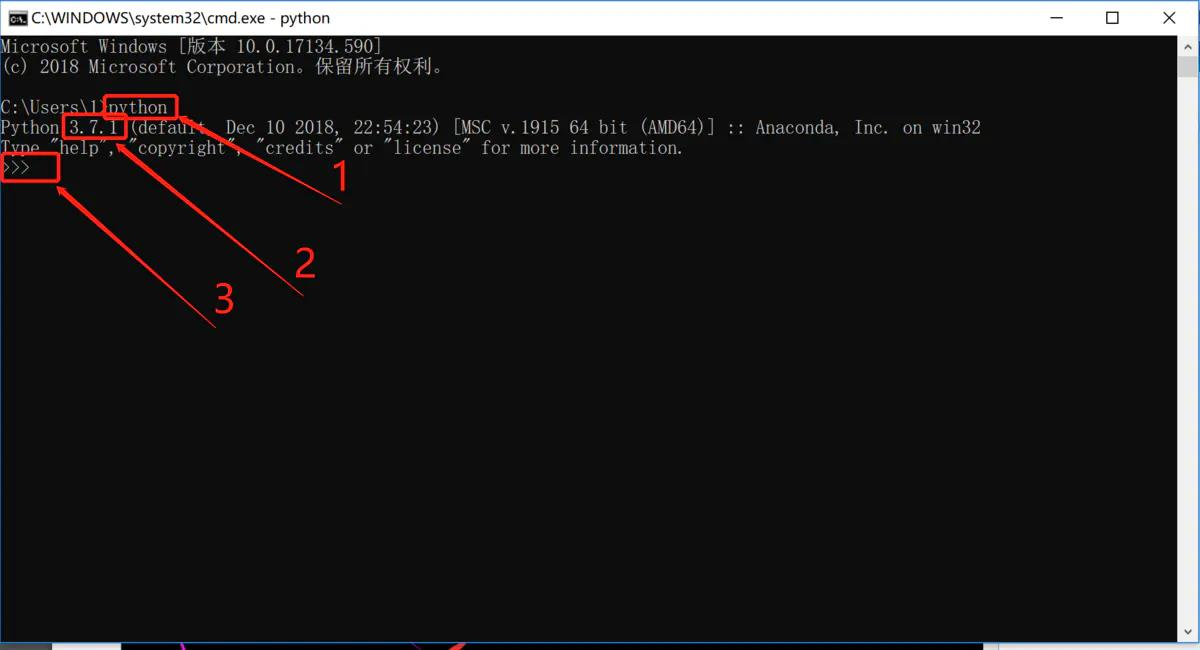 C:\WINDOWS\system32\cmd.exe - python
Microsoft Windows [版本 10.0.17134.590]
(c) 2018 Microsoft Corporation。保留所有权利。
C:\Users\1>python
Python 3.7.1 (default, Dec 10 2018, 22:54:23) [MSC v.1915 64 bit (AMD64)] :: Anaconda, Inc. on win32
Type "help", "copyright", "credits" or "license" for more information.
>>>
1
2
3